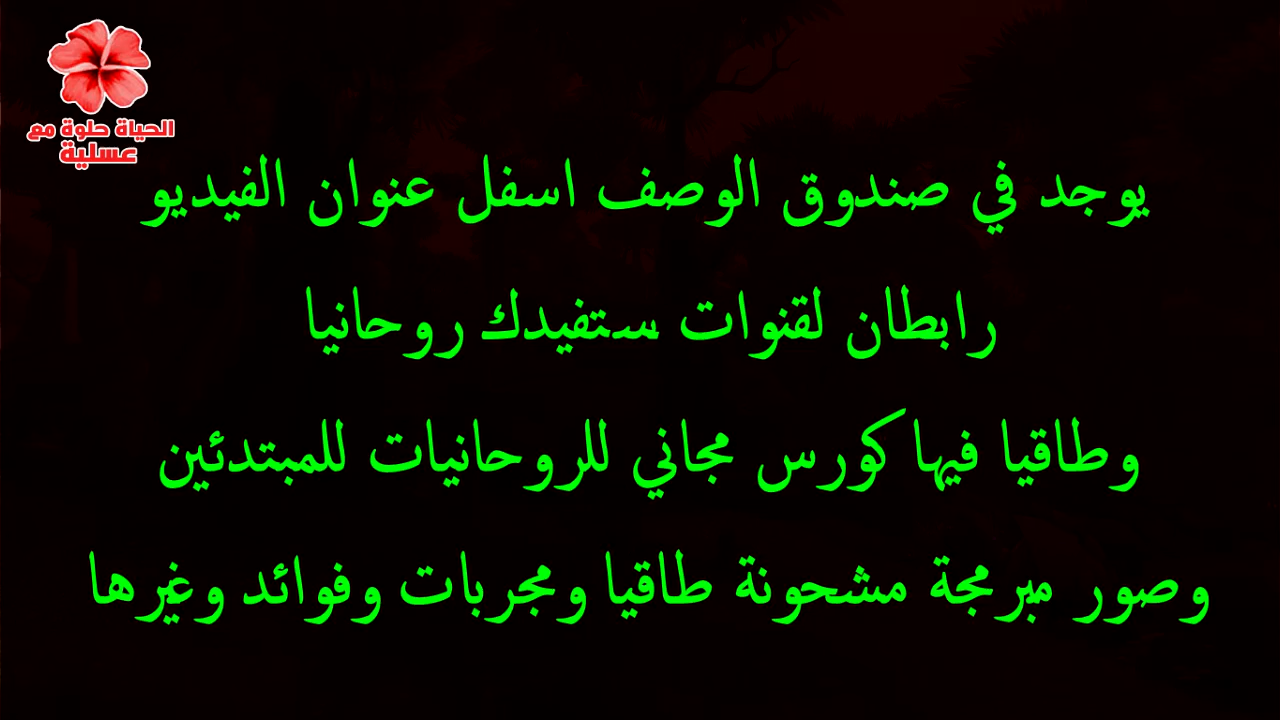 الحياة حلوة مع
عسلية
يوجد في صندوق الوصف اسفل عنوان الفيديو
رابطان لقنوات ستفيدك روحانيا
وطاقيا فيها كورس مجاني للروحانيات للمبتدئين
وصور مبرمجة مشحونة طاقيا ومجربات وفوائد وغيرها